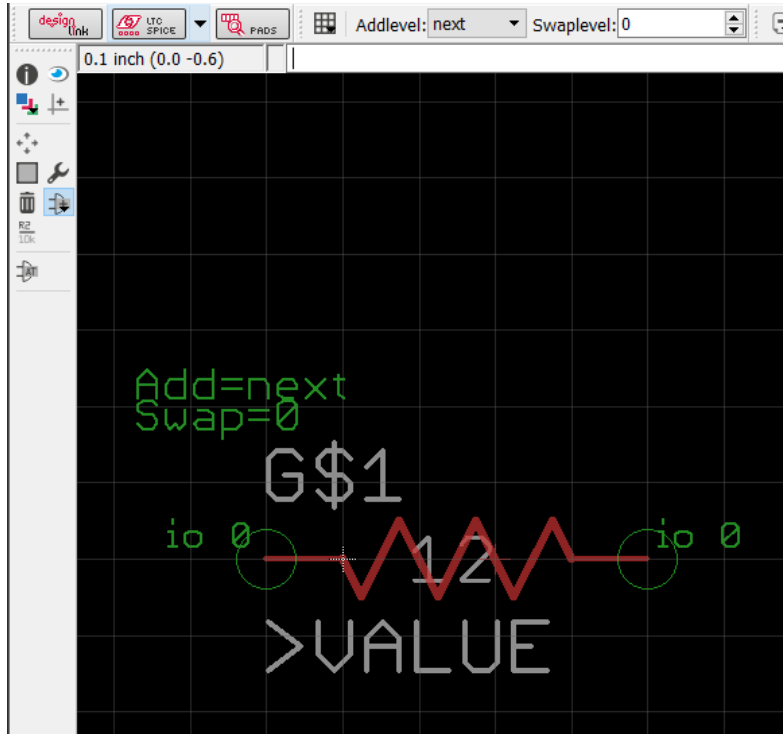 design link LTC SPICE PADS Addlevel: next Swaplevel: 0
0.1 inch (0.0 -0.6)
R2
10k
Add=next
Swap=0
G$1
io 0 12 io 0
>VALUE